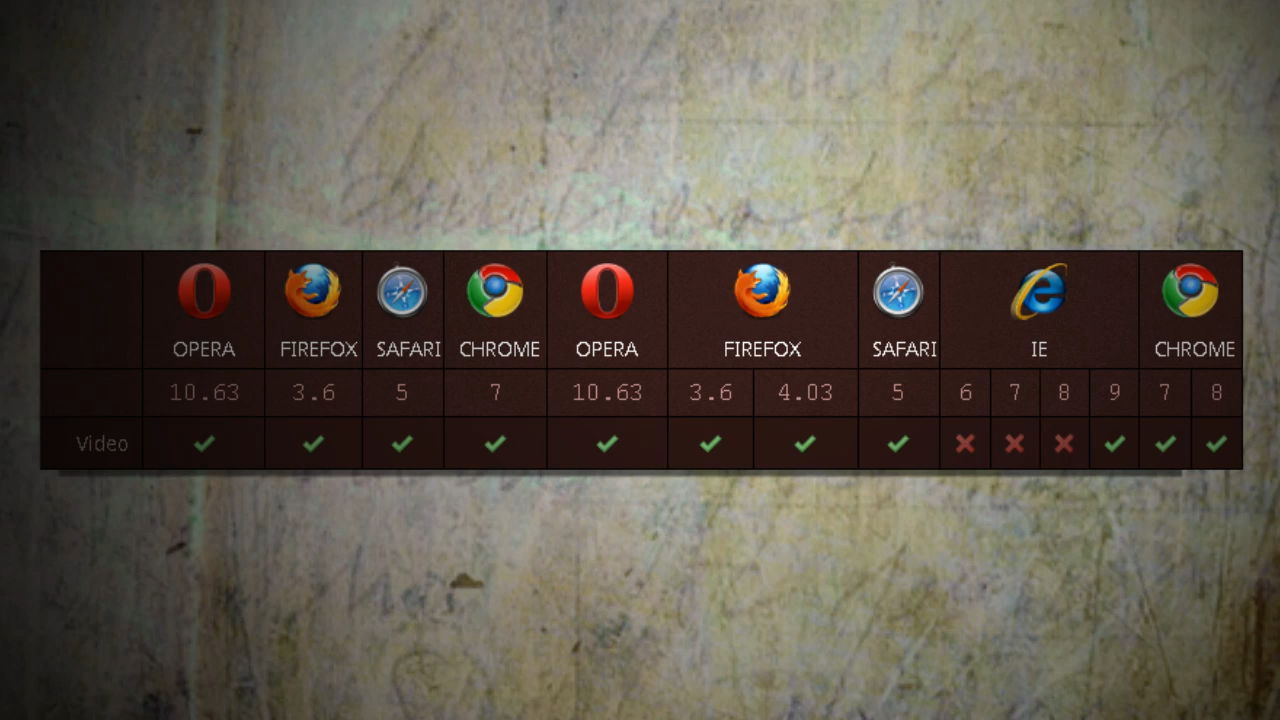 OPERA FIREFOX SAFARI CHROME OPERA FIREFOX SAFARI IE CHROME
10.63 3.6 5 7 10.63 3.6 4.03 5 6 7 8 9 7 8
Video